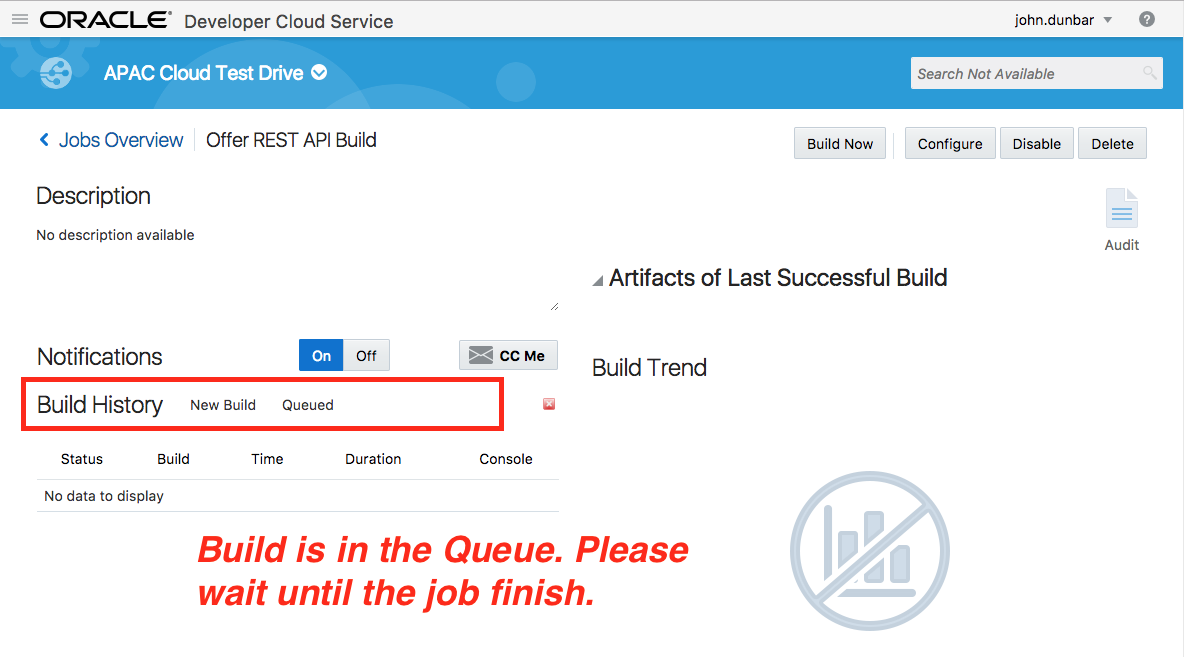 ORACLE® Developer Cloud Service
john.dunbar
?
APAC Cloud Test Drive
Search Not Available
Jobs Overview
Offer REST API Build
Build Now
Configure
Disable
Delete
Description
No description available
Audit
Artifacts of Last Successful Build
Notifications
On
Off
CC Me
Build Trend
Build History
New Build
Queued
Status Build Time Duration Console
No data to display
Build is in the Queue. Please
wait until the job finish.